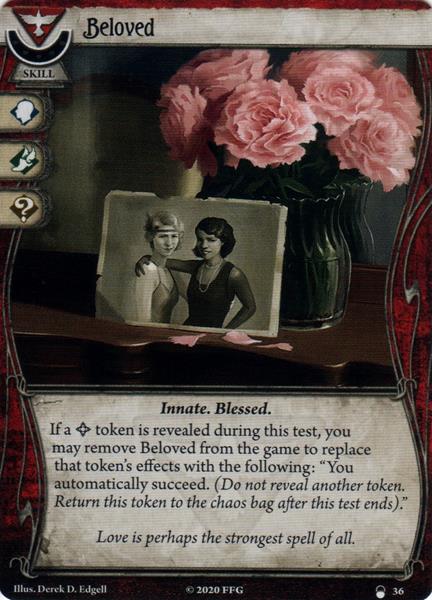 Beloved
SKILL
?
Innate. Blessed.
If a token is revealed during this test, you
may remove Beloved from the game to replace
that token's effects with the following: “You
automatically succeed. (Do not reveal another token.
Return this token to the chaos bag after this test ends).”
Love is perhaps the strongest spell of all.
Illus. Derek D. Edgell
© 2020 FFG
36